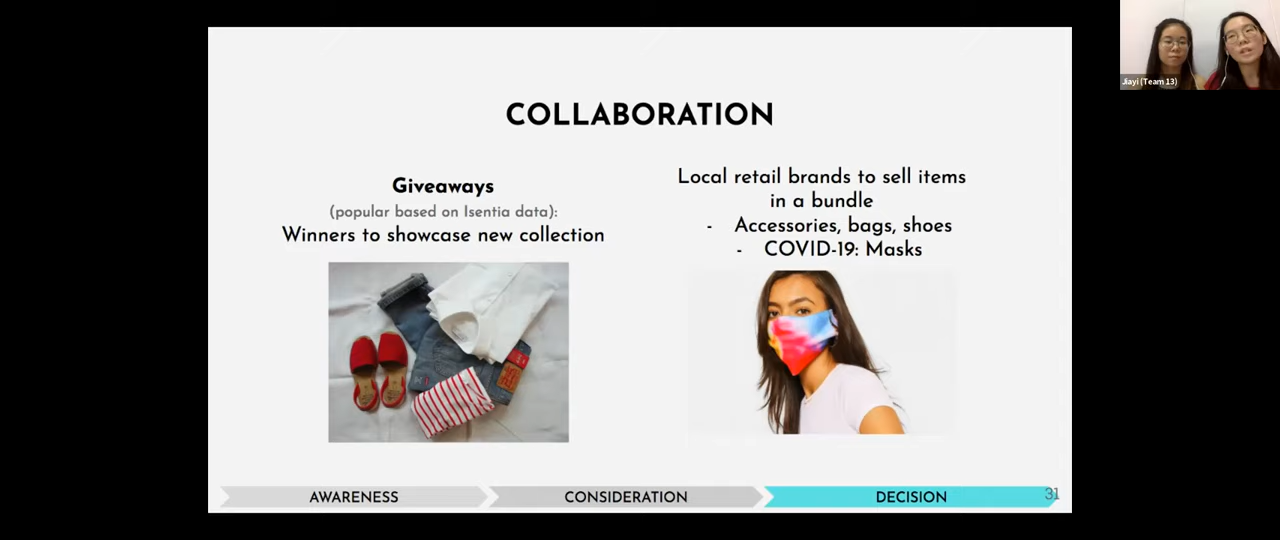 COLLABORATION
Giveaways
(popular based on Isentia data):
Winners to showcase new collection
Local retail brands to sell items
in a bundle
- Accessories, bags, shoes
- COVID-19: Masks
AWARENESS
CONSIDERATION
DECISION
31
Jiayi (Team 13)